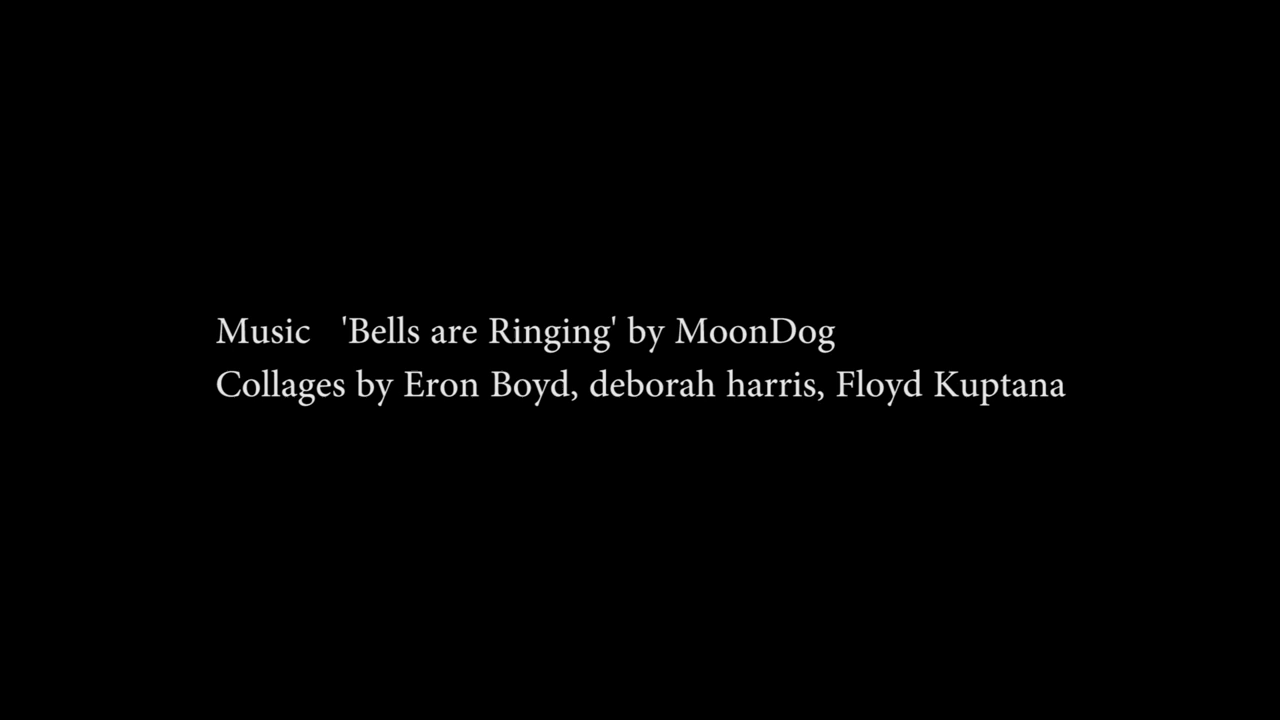 Music   'Bells are Ringing' by MoonDog
Collages by Eron Boyd, deborah harris, Floyd Kuptana